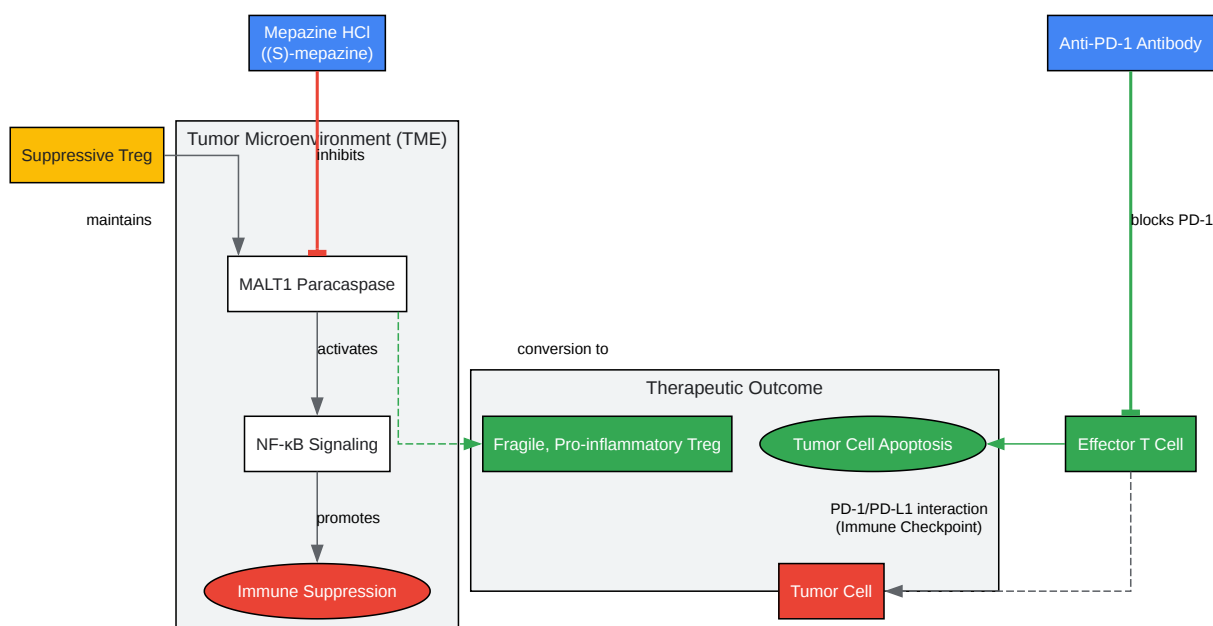 Mepazine HCl
((S)-mepazine)
Anti-PD-1 Antibody
Suppressive Treg
Tumor Microenvironment (TME)
inhibits
maintains
blocks PD-1
MALT1 Paracaspase
activates
conversion to
Therapeutic Outcome
NF-κB Signaling
Fragile, Pro-inflammatory Treg
Tumor Cell Apoptosis
Effector T Cell
promotes
PD-1/PD-L1 interaction
(Immune Checkpoint)
Immune Suppression
Tumor Cell